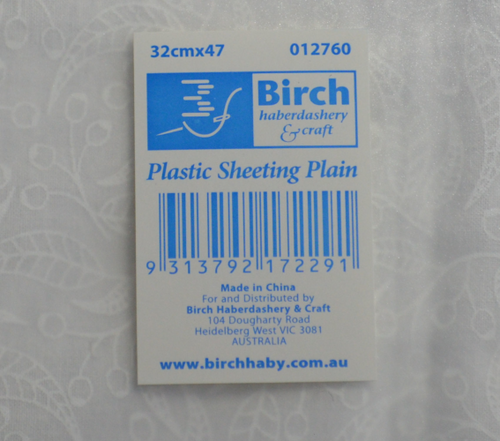 32cmx47 012760
Birch
haberdashery
& craft
Plastic Sheeting Plain
9 313792 172291
Made in China
For and Distributed by
Birch Haberdashery & Craft
104 Dougharty Road
Heidelberg West VIC 3081
AUSTRALIA
www.birchhaby.com.au